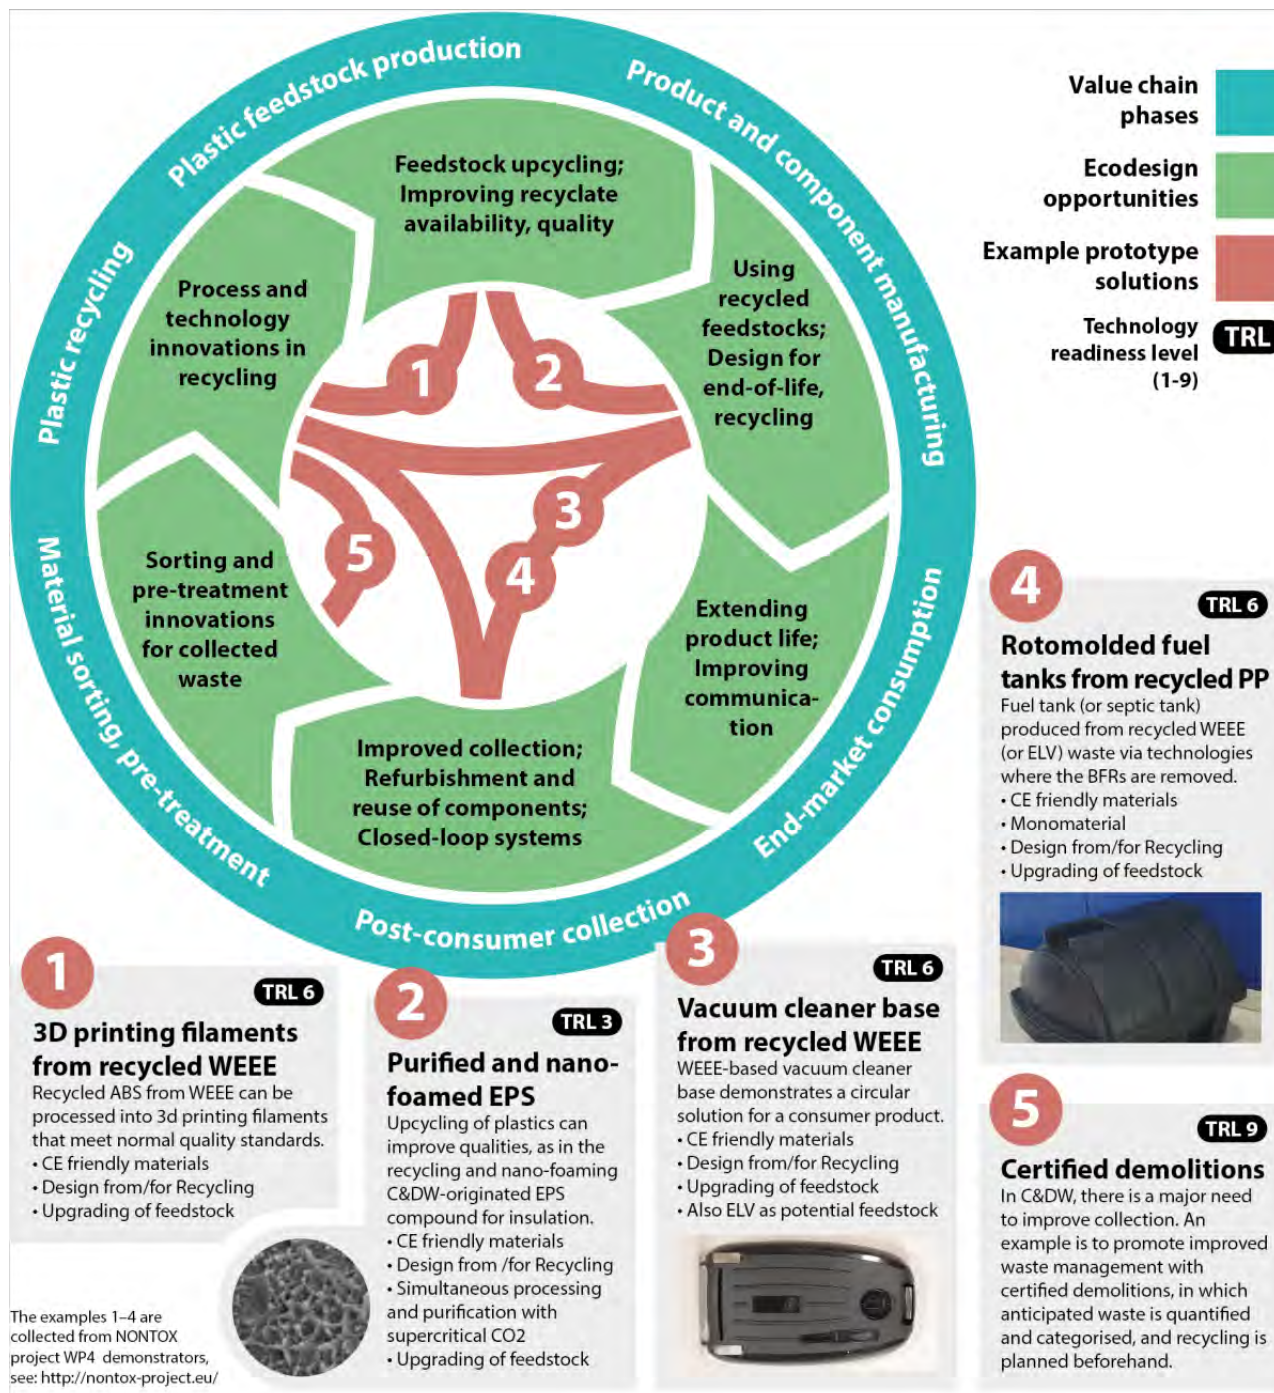 Plastic feedstock production
Product and component manufacturing
End-market consumption
Post-consumer collection
Material sorting, pre-treatment
Plastic recycling
Feedstock upcycling;
Improving recyclate
availability, quality
Using
recycled
feedstocks;
Design for
end-of-life,
recycling
Extending
product life;
Improving
communica-
tion
Improved collection;
Refurbishment and
reuse of components;
Closed-loop systems
Sorting and
pre-treatment
innovations
for collected
waste
Process and
technology
innovations in
recycling
1
2
3
4
5
Value chain
phases
Ecodesign
opportunities
Example prototype
solutions
Technology
readiness level
(1-9)
TRL
1
TRL 6
3D printing filaments
from recycled WEEE
Recycled ABS from WEEE can be
processed into 3d printing filaments
that meet normal quality standards.
• CE friendly materials
• Design from/for Recycling
• Upgrading of feedstock
2
TRL 3
Purified and nano-
foamed EPS
Upcycling of plastics can
improve qualities, as in the
recycling and nano-foaming
C&DW-originated EPS
compound for insulation.
• CE friendly materials
• Design from /for Recycling
• Simultaneous processing
and purification with
supercritical CO2
• Upgrading of feedstock
3
TRL 6
Vacuum cleaner base
from recycled WEEE
WEEE-based vacuum cleaner
base demonstrates a circular
solution for a consumer product.
• CE friendly materials
• Design from/for Recycling
• Upgrading of feedstock
• Also ELV as potential feedstock
4
TRL 6
Rotomolded fuel
tanks from recycled PP
Fuel tank (or septic tank)
produced from recycled WEEE
(or ELV) waste via technologies
where the BFRs are removed.
• CE friendly materials
• Monomaterial
• Design from/for Recycling
• Upgrading of feedstock
5
TRL 9
Certified demolitions
In C&DW, there is a major need
to improve collection. An
example is to promote improved
waste management with
certified demolitions, in which
anticipated waste is quantified
and categorised, and recycling is
planned beforehand.
The examples 1–4 are
collected from NONTOX
project WP4 demonstrators,
see: http://nontox-project.eu/